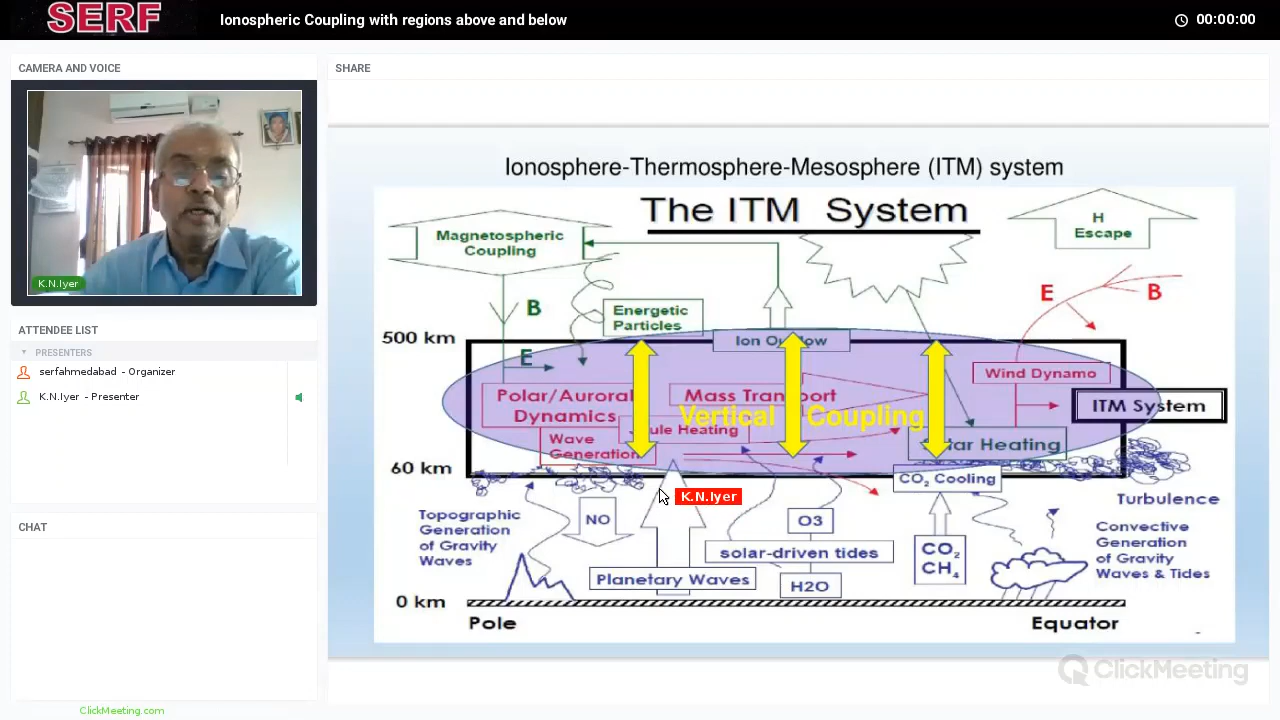 SERF
Ionospheric Coupling with regions above and below
00:00:00
CAMERA AND VOICE
K.N.Iyer
ATTENDEE LIST
PRESENTERS
serfahmedabad - Organizer
K.N.Iyer - Presenter
CHAT
ClickMeeting.com
SHARE
Ionosphere-Thermosphere-Mesosphere (ITM) system
The ITM System
H
Escape
Magnetospheric
Coupling
B
Energetic
Particles
E
B
500 km
Ion
E
Wind Dynamo
Polar/Auroral
Dynamics
Mass Transport
ITM System
Vertical Coupling
Heating
Wave
Generation
Heating
60 km
CO₂ Cooling
K.N.Iyer
Turbulence
Topographic
Generation
of Gravity
Waves
NO
O3
solar-driven tides
CO₂
CH₄
Convective
Generation
of Gravity
Waves & Tides
Planetary Waves
H2O
0 km
Pole
Equator
ClickMeeting